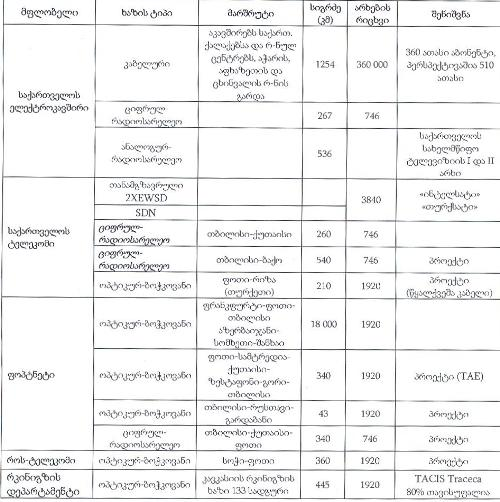 მფლობელი ხაზის ტიპი მარშრუტი სიგრძე (კმ) არხების რიცხვი შენიშვნა
საქართველოს ელექტროკავშირი
კაბელური
აკავშირებს საქართ.
ქალაქებსა და რ-ნულ
ცენტრებს, აჭარის,
აფხაზეთის და
ცხინვალის რ-ნის
გარდა
1254
360 000
360 ათასი აბონენტი,
პერსპექტივაშია 510
ათასი
ციფრულ-
რადიოსარელეო
267
746
ანალოგურ-
რადიოსარელეო
536
საქართველოს
სახელმწიფო
ტელევიზიის I და II
არხი
საქართველოს
ტელეკომი
თანამგზავრული
2XEWSD
SDN
3840
«ინტელსატი»
«თურქსატი»
ციფრულ-
რადიოსარელეო
თბილისი-ქუთაისი
260
746
ციფრულ-
რადიოსარელეო
თბილისი-ბაქო
540
746
პროექტი
ოპტიკურ-ბოჭკოვანი
ფოთი-რიზა
(თურქეთი)
210
1920
პროექტი
(წყალქვეშა კაბელი)
ფოპტნეტი
ოპტიკურ-ბოჭკოვანი
ფრანკფურტი-ფოთი-
თბილისი
აზერბაიჯანი-
სომხეთი-შანხაი
18 000
1920
ოპტიკურ-ბოჭკოვანი
ფოთი-სამტრედია-
ქუთაისი-
ზესტაფონი-გორი-
თბილისი
340
1920
პროექტი (TAE)
ოპტიკურ-ბოჭკოვანი
თბილისი-რუსთავი-
გარდაბანი
43
1920
პროექტი
ციფრულ-
რადიოსარელეო
თბილისი-ქუთაისი-
ფოთი
340
746
პროექტი
როს-ტელეკომი
ოპტიკურ-ბოჭკოვანი
სოჭი-ფოთი
360
1920
პროექტი
რკინიგზის
დეპარტამენტი
ოპტიკურ-ბოჭკოვანი
კავკასიის რკინიგზის
ხაზი 133 სადგური
445
1920
TACIS Traceca
80% თავისუფალია